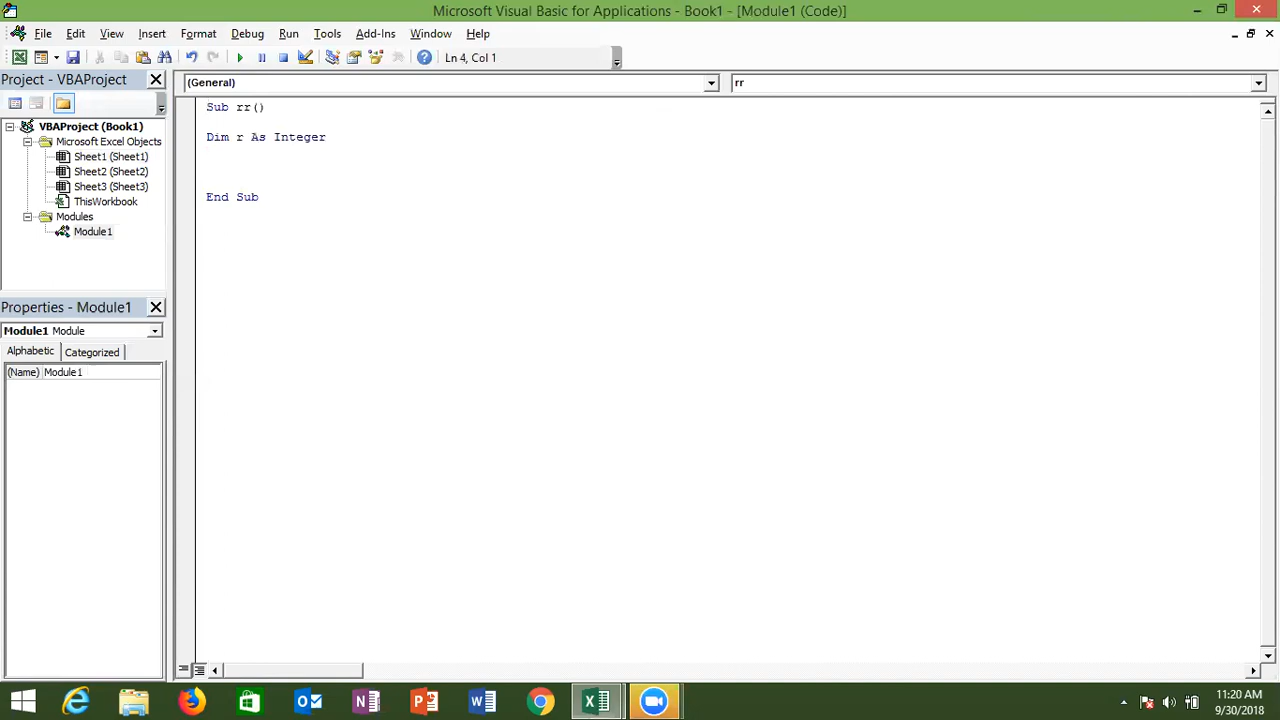 Microsoft Visual Basic for Applications - Book1 - [Module1 (Code)]
File Edit View Insert Format Debug Run Tools Add-Ins Window Help
Ln 4, Col 1
Project - VBAProject
(General)
rr
VBAProject (Book1)
Microsoft Excel Objects
Sheet1 (Sheet1)
Sheet2 (Sheet2)
Sheet3 (Sheet3)
ThisWorkbook
Modules
Module1
Sub rr()
Dim r As Integer
End Sub
Properties - Module1
Module1 Module
Alphabetic Categorized
(Name) Module1
11:20 AM
9/30/2018